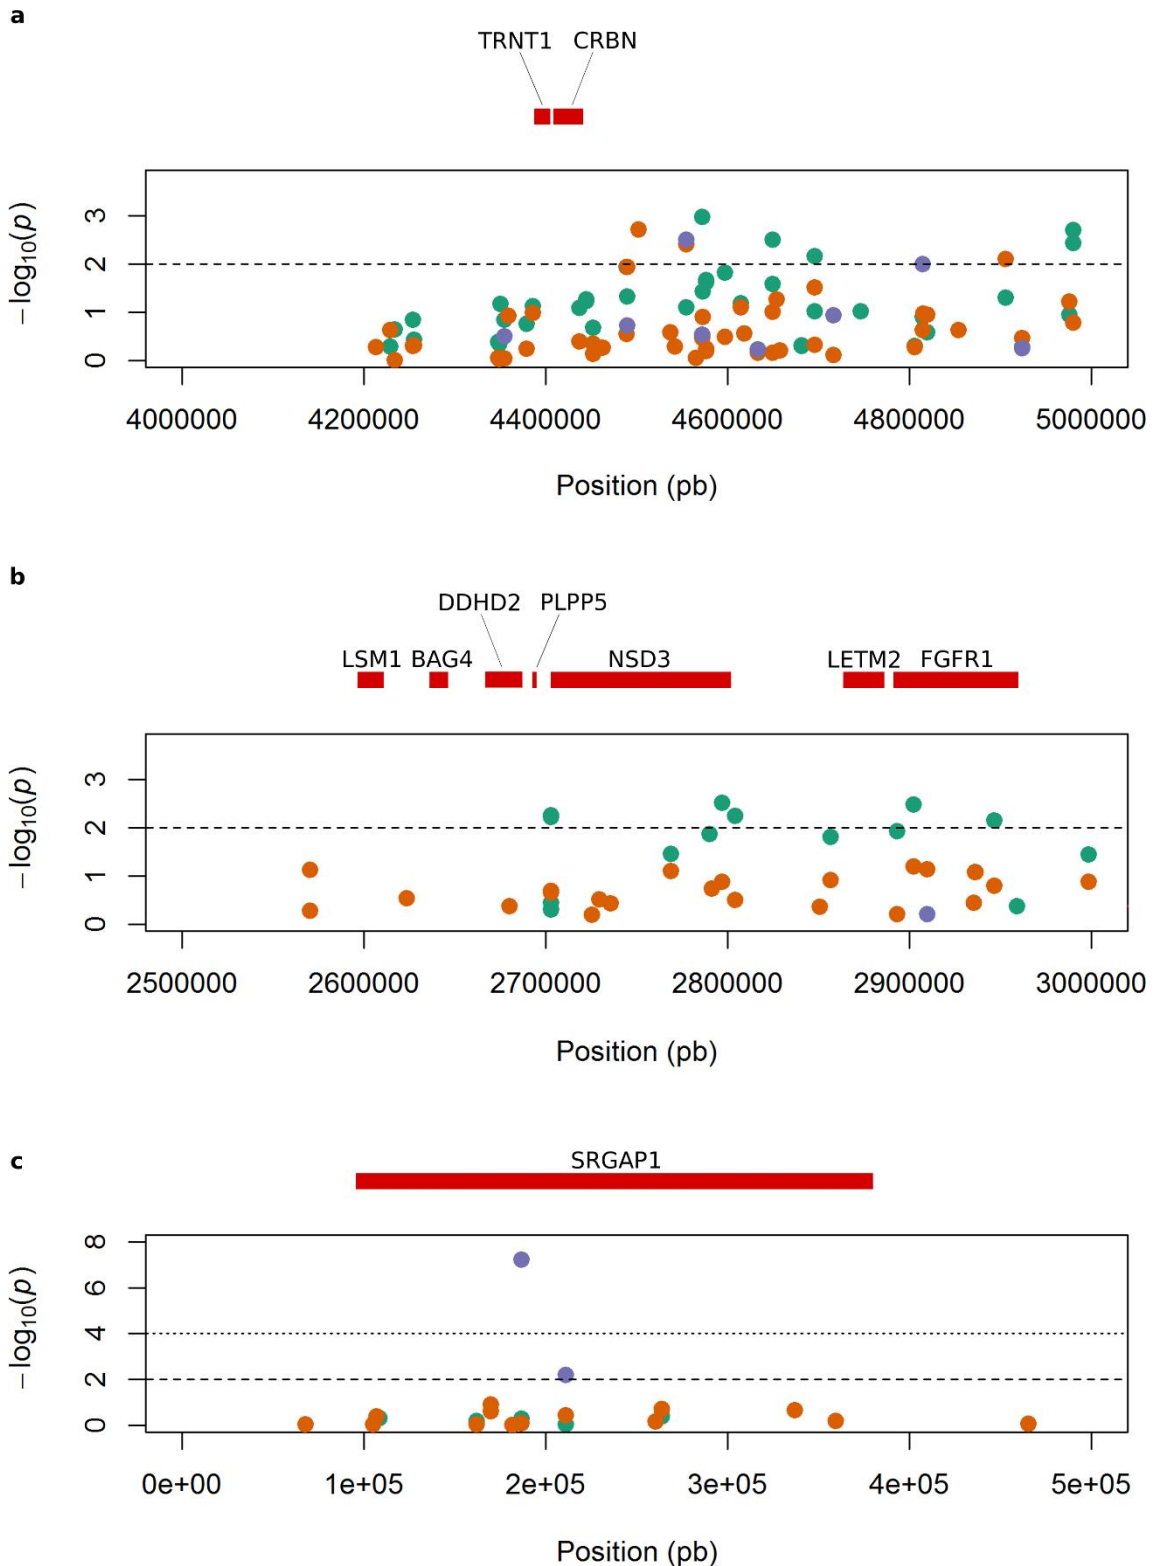 a
TRNT1 CRBN
3
2
1
0
−log10(p)
4000000 4200000 4400000 4600000 4800000 5000000
Position (pb)
b
DDHD2 PLPP5
LSM1 BAG4 NSD3 LETM2 FGFR1
3
2
1
0
−log10(p)
2500000 2600000 2700000 2800000 2900000 3000000
Position (pb)
c
SRGAP1
8
6
4
2
0
−log10(p)
0e+00 1e+05 2e+05 3e+05 4e+05 5e+05
Position (pb)